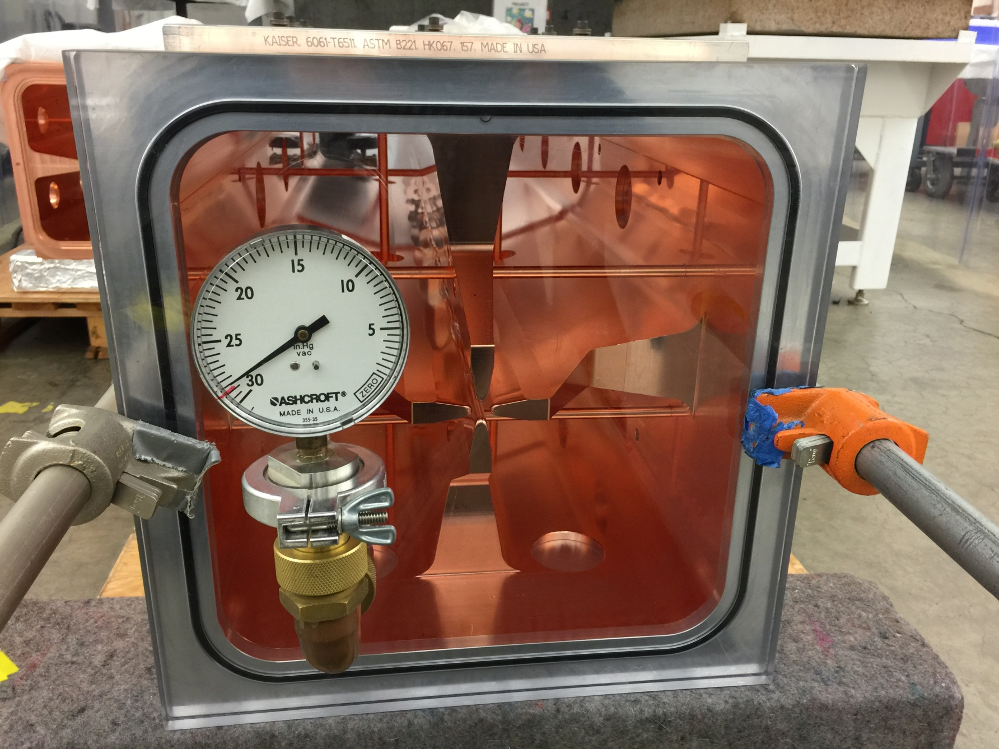 PROJECT
KAISER. 6061-T6511. ASTM B221. HK067. 157. MADE IN USA
15
20
10
25
5
in.Hg
vac
30
ZERO
ASHCROFT®
MADE IN U.S.A.
355-35